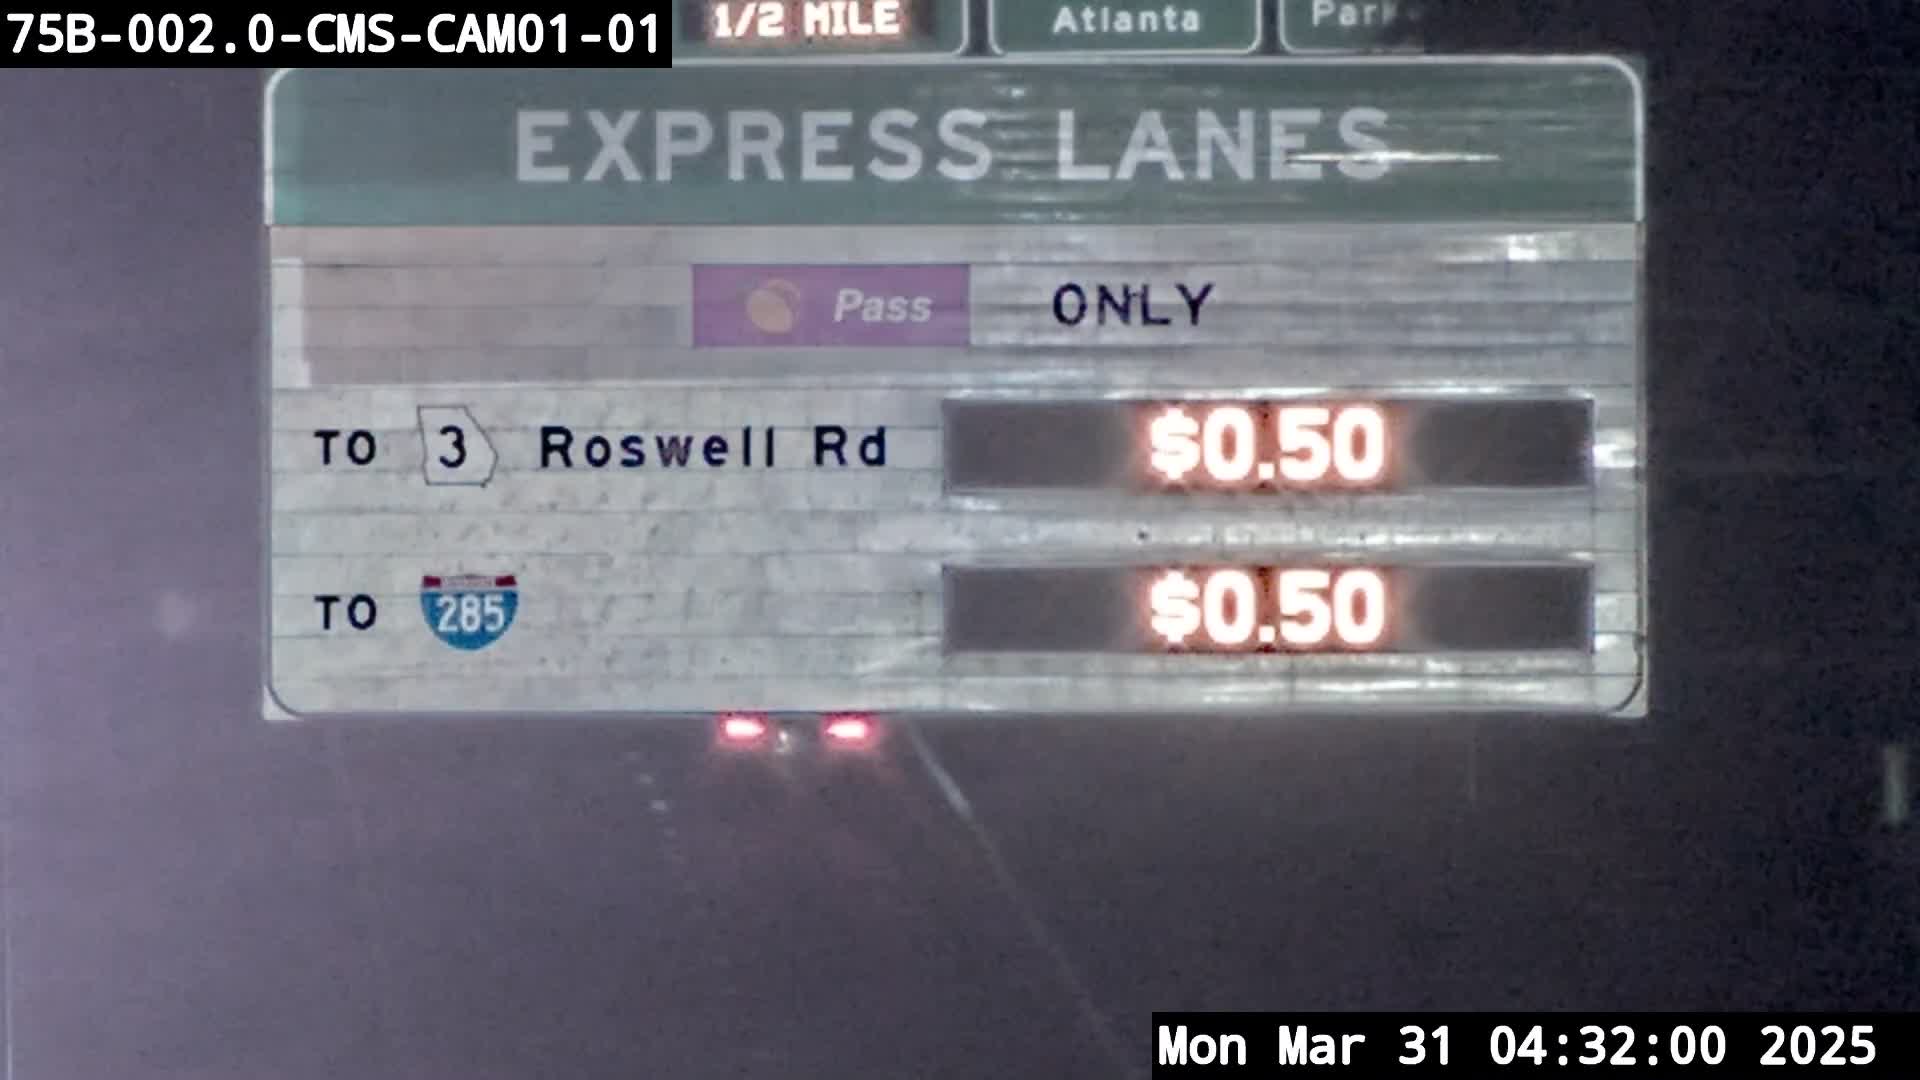 75B-002.0-CMS-CAM01-01
1/2 MILE
Atlanta
EXPRESS LANES
Pass ONLY
TO 3 Roswell Rd $0.50
TO 285 $0.50
Mon Mar 31 04:32:00 2025